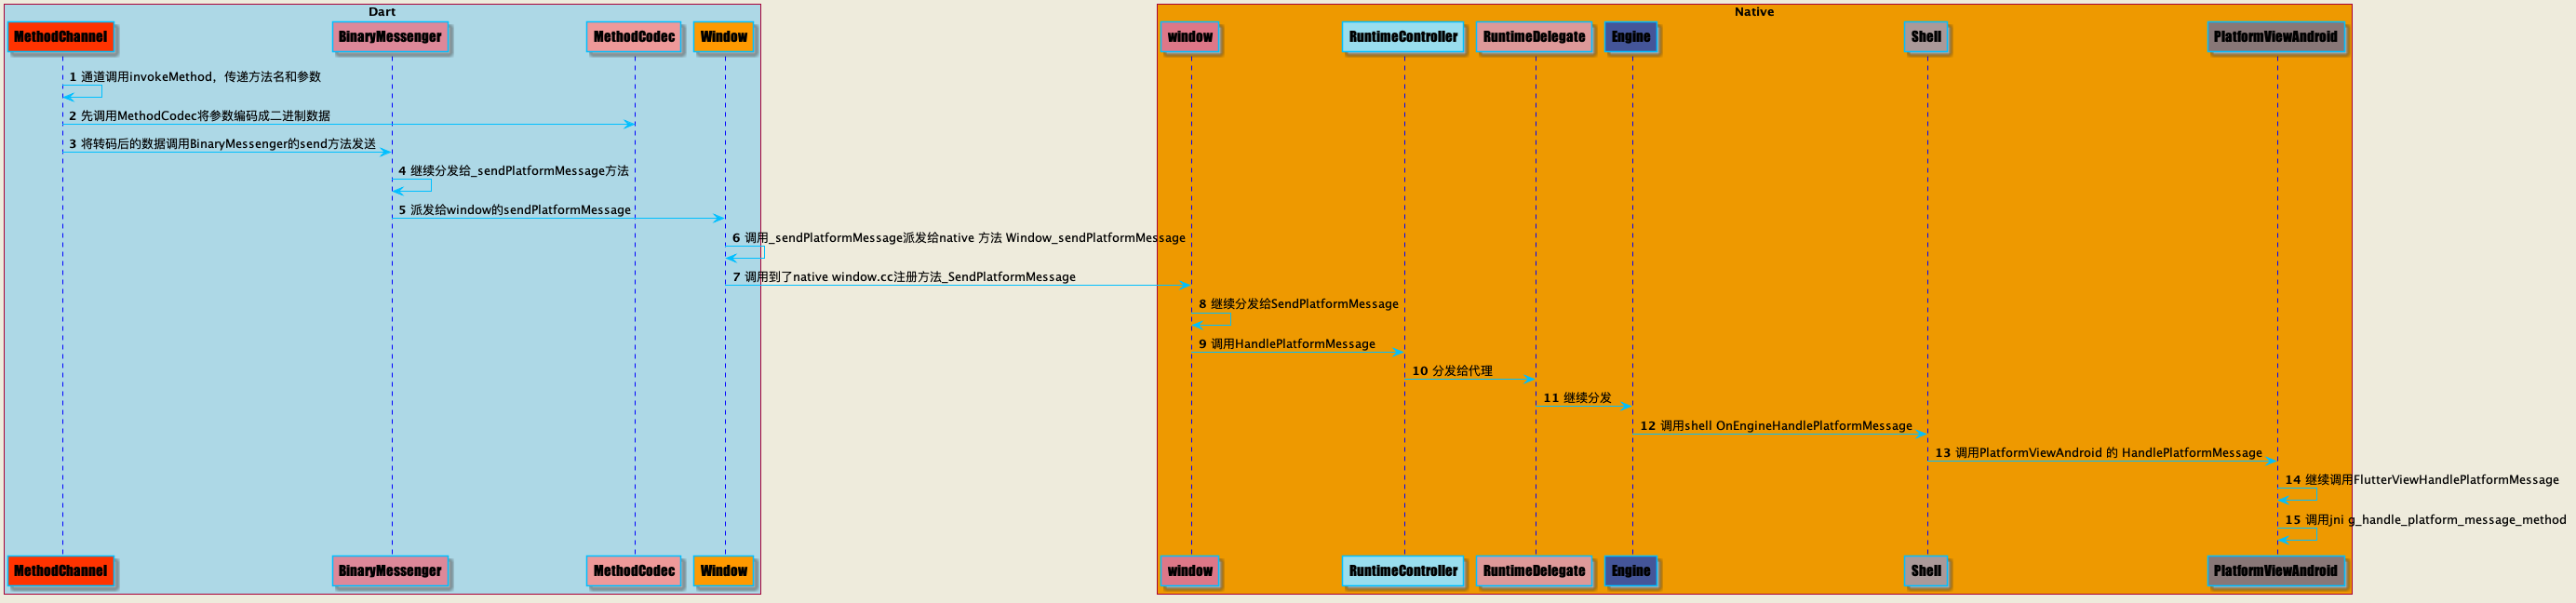 Dart
Native
MethodChannel
BinaryMessenger
MethodCodec
Window
window
RuntimeController
RuntimeDelegate
Engine
Shell
PlatformViewAndroid
1 通道调用invokeMethod，传递方法名和参数
2 先调用MethodCodec将参数编码成二进制数据
3 将转码后的数据调用BinaryMessenger的send方法发送
4 继续分发给_sendPlatformMessage方法
5 派发给window的sendPlatformMessage
6 调用_sendPlatformMessage派发给native 方法 Window_sendPlatformMessage
7 调用到了native window.cc注册方法_SendPlatformMessage
8 继续分发给SendPlatformMessage
9 调用HandlePlatformMessage
10 分发给代理
11 继续分发
12 调用shell OnEngineHandlePlatformMessage
13 调用PlatformViewAndroid 的 HandlePlatformMessage
14 继续调用FlutterViewHandlePlatformMessage
15 调用jni g_handle_platform_message_method
MethodChannel
BinaryMessenger
MethodCodec
Window
window
RuntimeController
RuntimeDelegate
Engine
Shell
PlatformViewAndroid